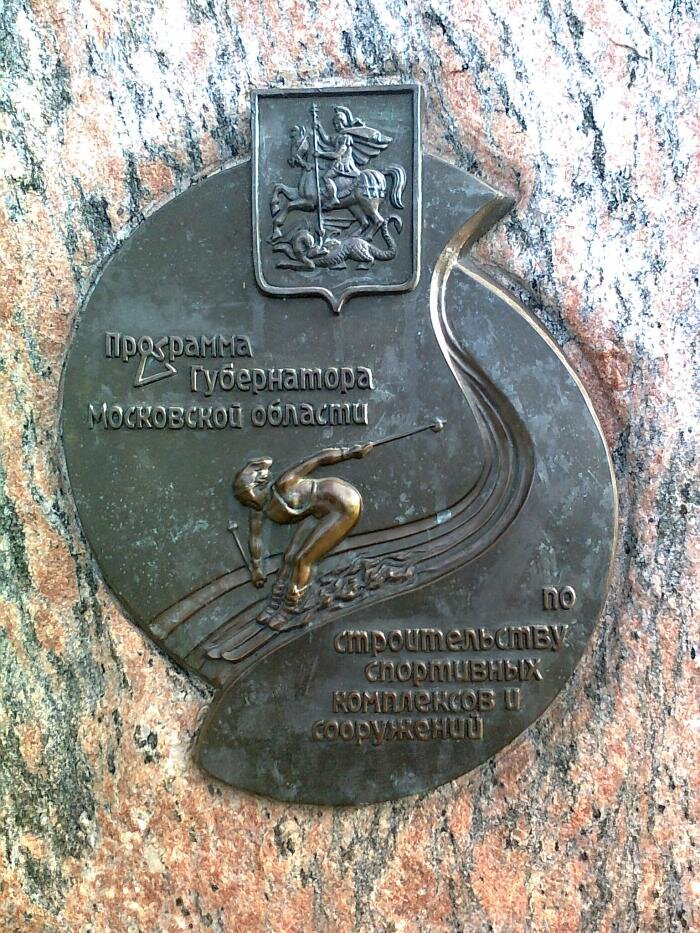 Программа
Губернатора
Московской области
по
строительству
спортивных
комплексов и
сооружений